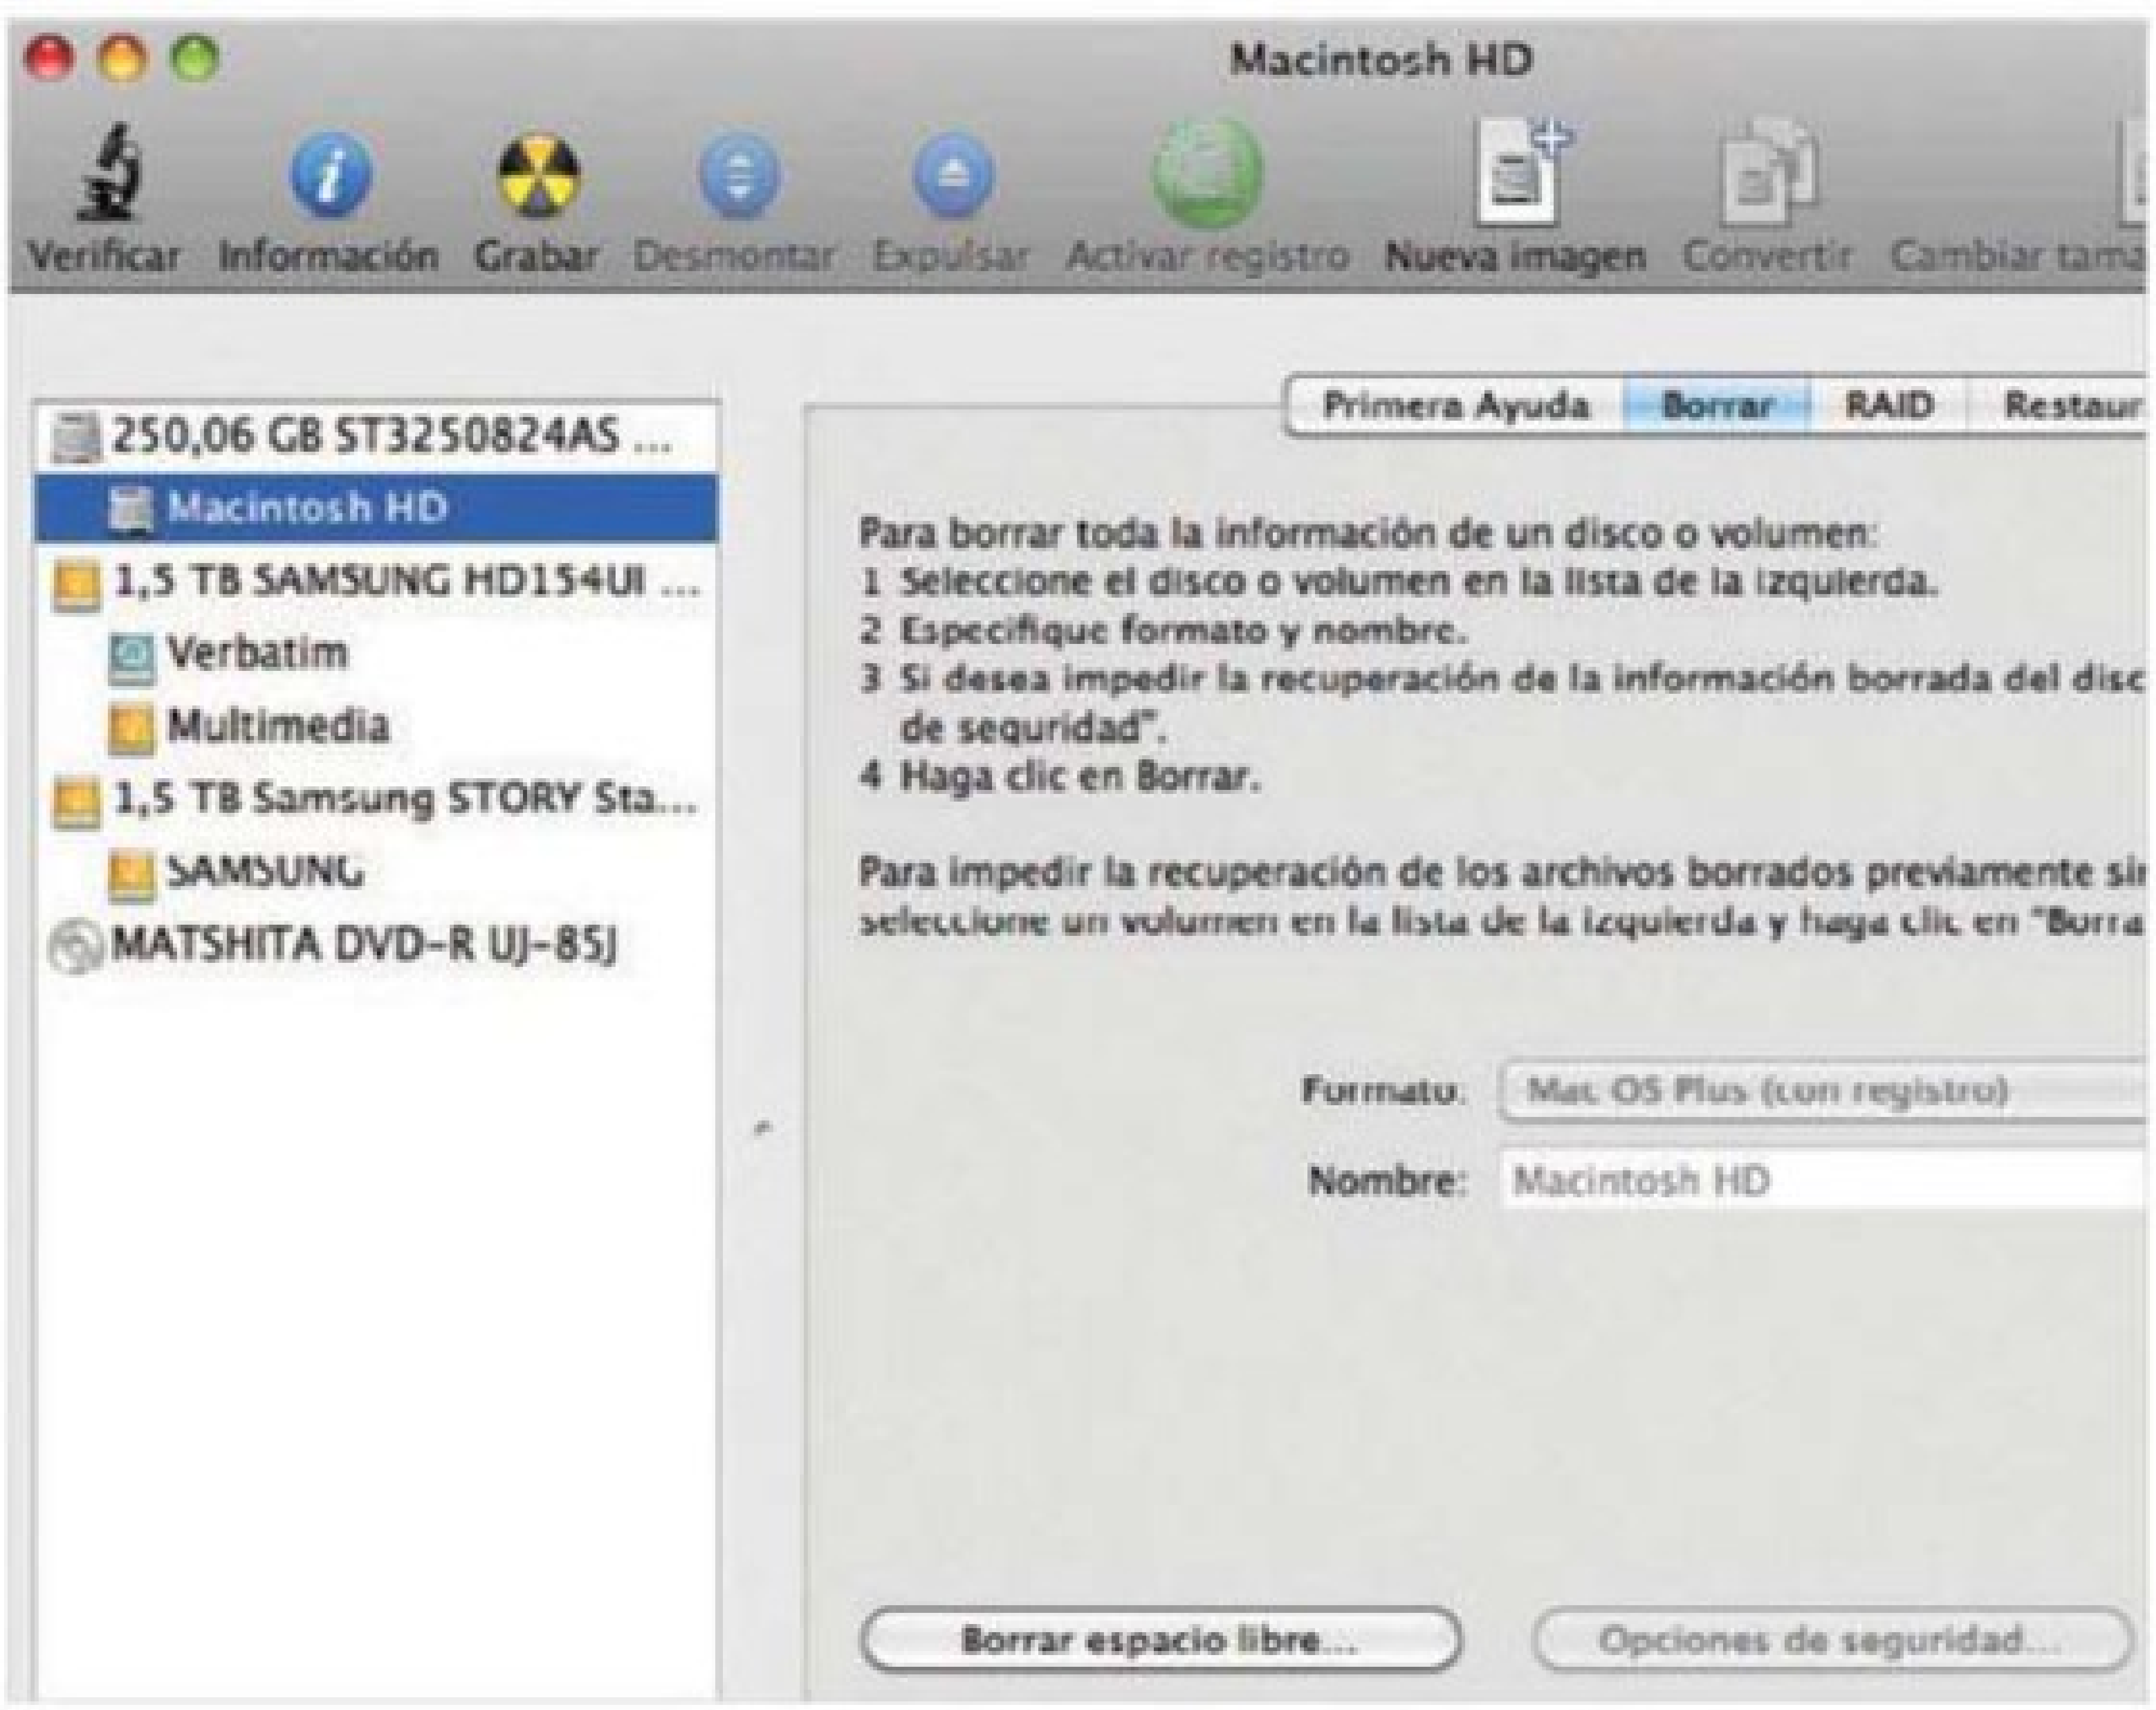 Macintosh HD
Verificar Información Grabar Desmontar Expulsar Activar registro Nueva imagen Convertir Cambiar tama
Primera Ayuda Borrar RAID Restaur
250,06 GB ST3250824AS ...
Macintosh HD
1,5 TB SAMSUNG HD154UI ...
Verbatim
Multimedia
1,5 TB Samsung STORY Sta...
SAMSUNG
MATSHITA DVD-R UJ-85J
Para borrar toda la información de un disco o volumen:
1 Seleccione el disco o volumen en la lista de la izquierda.
2 Especifique formato y nombre.
3 Si desea impedir la recuperación de la información borrada del disc
de seguridad".
4 Haga clic en Borrar.
Para impedir la recuperación de los archivos borrados previamente sin
seleccione un volumen en la lista de la izquierda y haga clic en "Borra
Formato: Mac OS Plus (con registro)
Nombre: Macintosh HD
Borrar espacio libre... Opciones de seguridad...